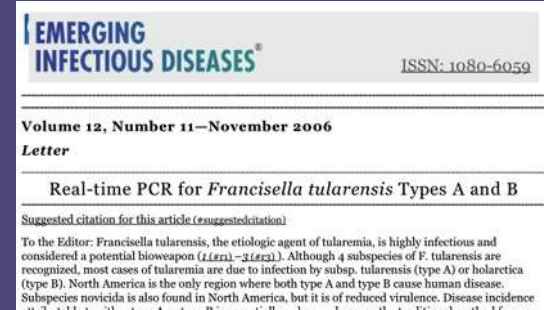 EMERGING
INFECTIOUS DISEASES®
ISSN: 1080-6059
Volume 12, Number 11—November 2006
Letter
Real-time PCR for Francisella tularensis Types A and B
Suggested citation for this article (#suggestedcitation)
To the Editor: Francisella tularensis, the etiologic agent of tularemia, is highly infectious and
considered a potential bioweapon (1 (#r1)–3 (#r3)). Although 4 subspecies of F. tularensis are
recognized, most cases of tularemia are due to infection by subsp. tularensis (type A) or holarctica
(type B). North America is the only region where both type A and type B cause human disease.
Subspecies novicida is also found in North America, but it is of reduced virulence. Disease incidence